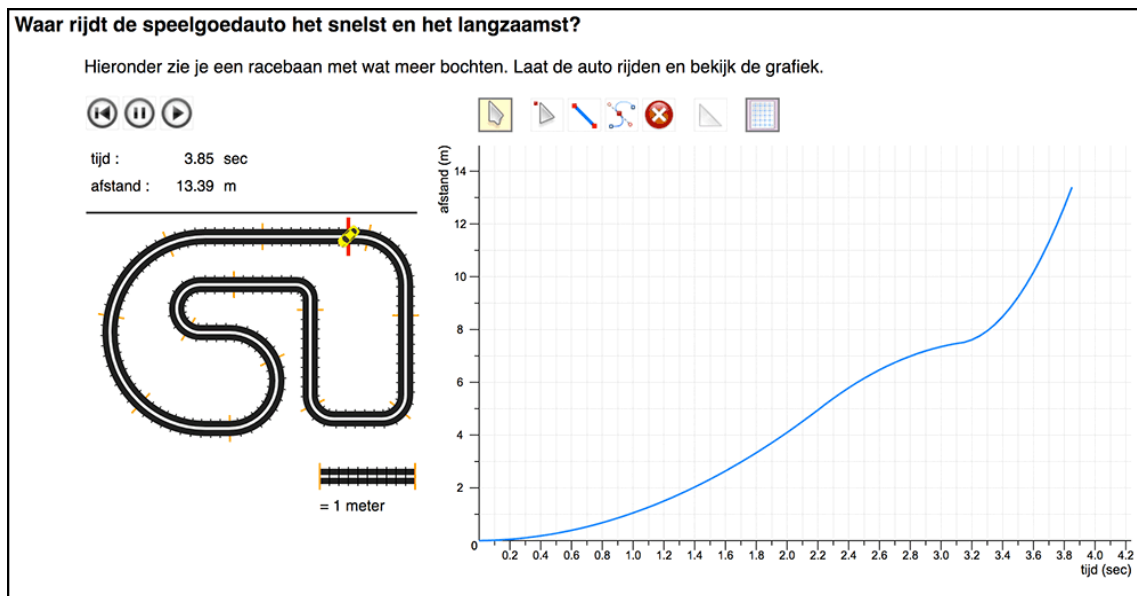 Waar rijdt de speelgoedauto het snelst en het langzaamst?
Hieronder zie je een racebaan met wat meer bochten. Laat de auto rijden en bekijk de grafiek.
tijd : 3.85 sec
afstand : 13.39 m
= 1 meter
afstand (m)
14
12
10
8
6
4
2
0
0.2 0.4 0.6 0.8 1.0 1.2 1.4 1.6 1.8 2.0 2.2 2.4 2.6 2.8 3.0 3.2 3.4 3.6 3.8 4.0 4.2
tijd (sec)